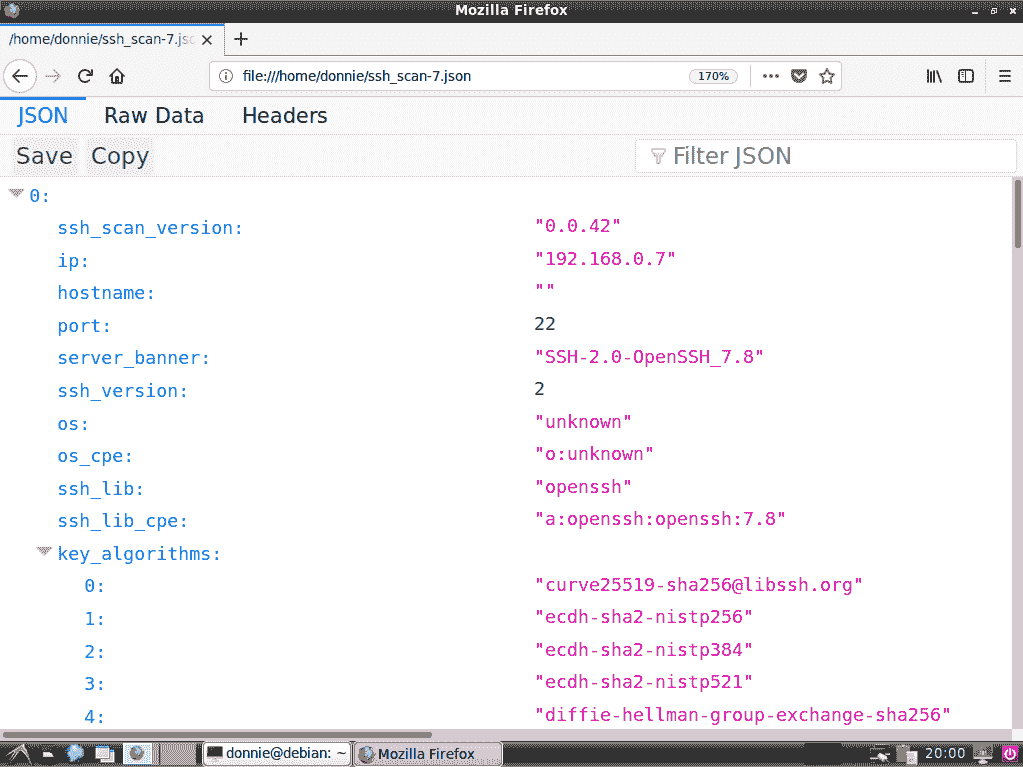 Mozilla Firefox
/home/donnie/ssh_scan-7.jsc
file:///home/donnie/ssh_scan-7.json 170%
JSON Raw Data Headers
Save Copy Filter JSON
0:
ssh_scan_version: "0.0.42"
ip: "192.168.0.7"
hostname: ""
port: 22
server_banner: "SSH-2.0-OpenSSH_7.8"
ssh_version: 2
os: "unknown"
os_cpe: "o:unknown"
ssh_lib: "openssh"
ssh_lib_cpe: "a:openssh:openssh:7.8"
key_algorithms:
0: "curve25519-sha256@libssh.org"
1: "ecdh-sha2-nistp256"
2: "ecdh-sha2-nistp384"
3: "ecdh-sha2-nistp521"
4: "diffie-hellman-group-exchange-sha256"
donnie@debian: ~ Mozilla Firefox 20:00